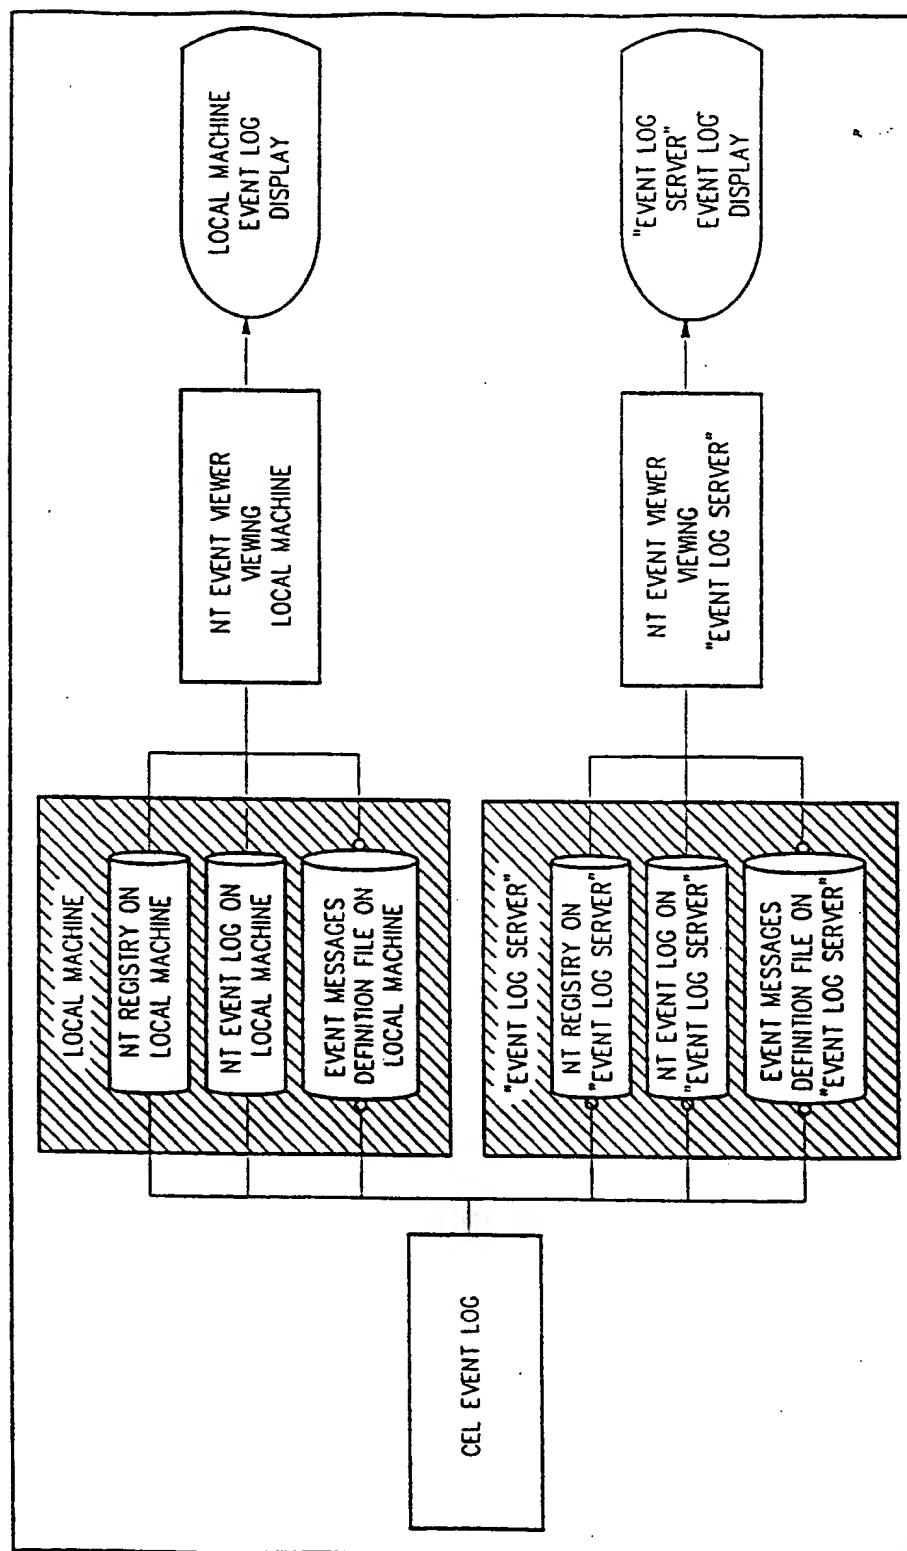 CEL EVENT LOG
LOCAL MACHINE
NT REGISTRY ON
LOCAL MACHINE
NT EVENT LOG ON
LOCAL MACHINE
EVENT MESSAGES
DEFINITION FILE ON
LOCAL MACHINE
NT EVENT VIEWER
VIEWING
LOCAL MACHINE
LOCAL MACHINE
EVENT LOG
DISPLAY
"EVENT LOG SERVER"
NT REGISTRY ON
"EVENT LOG SERVER"
NT EVENT LOG ON
"EVENT LOG SERVER"
EVENT MESSAGES
DEFINITION FILE ON
"EVENT LOG SERVER"
NT EVENT VIEWER
VIEWING
"EVENT LOG SERVER"
"EVENT LOG
SERVER"
EVENT LOG
DISPLAY